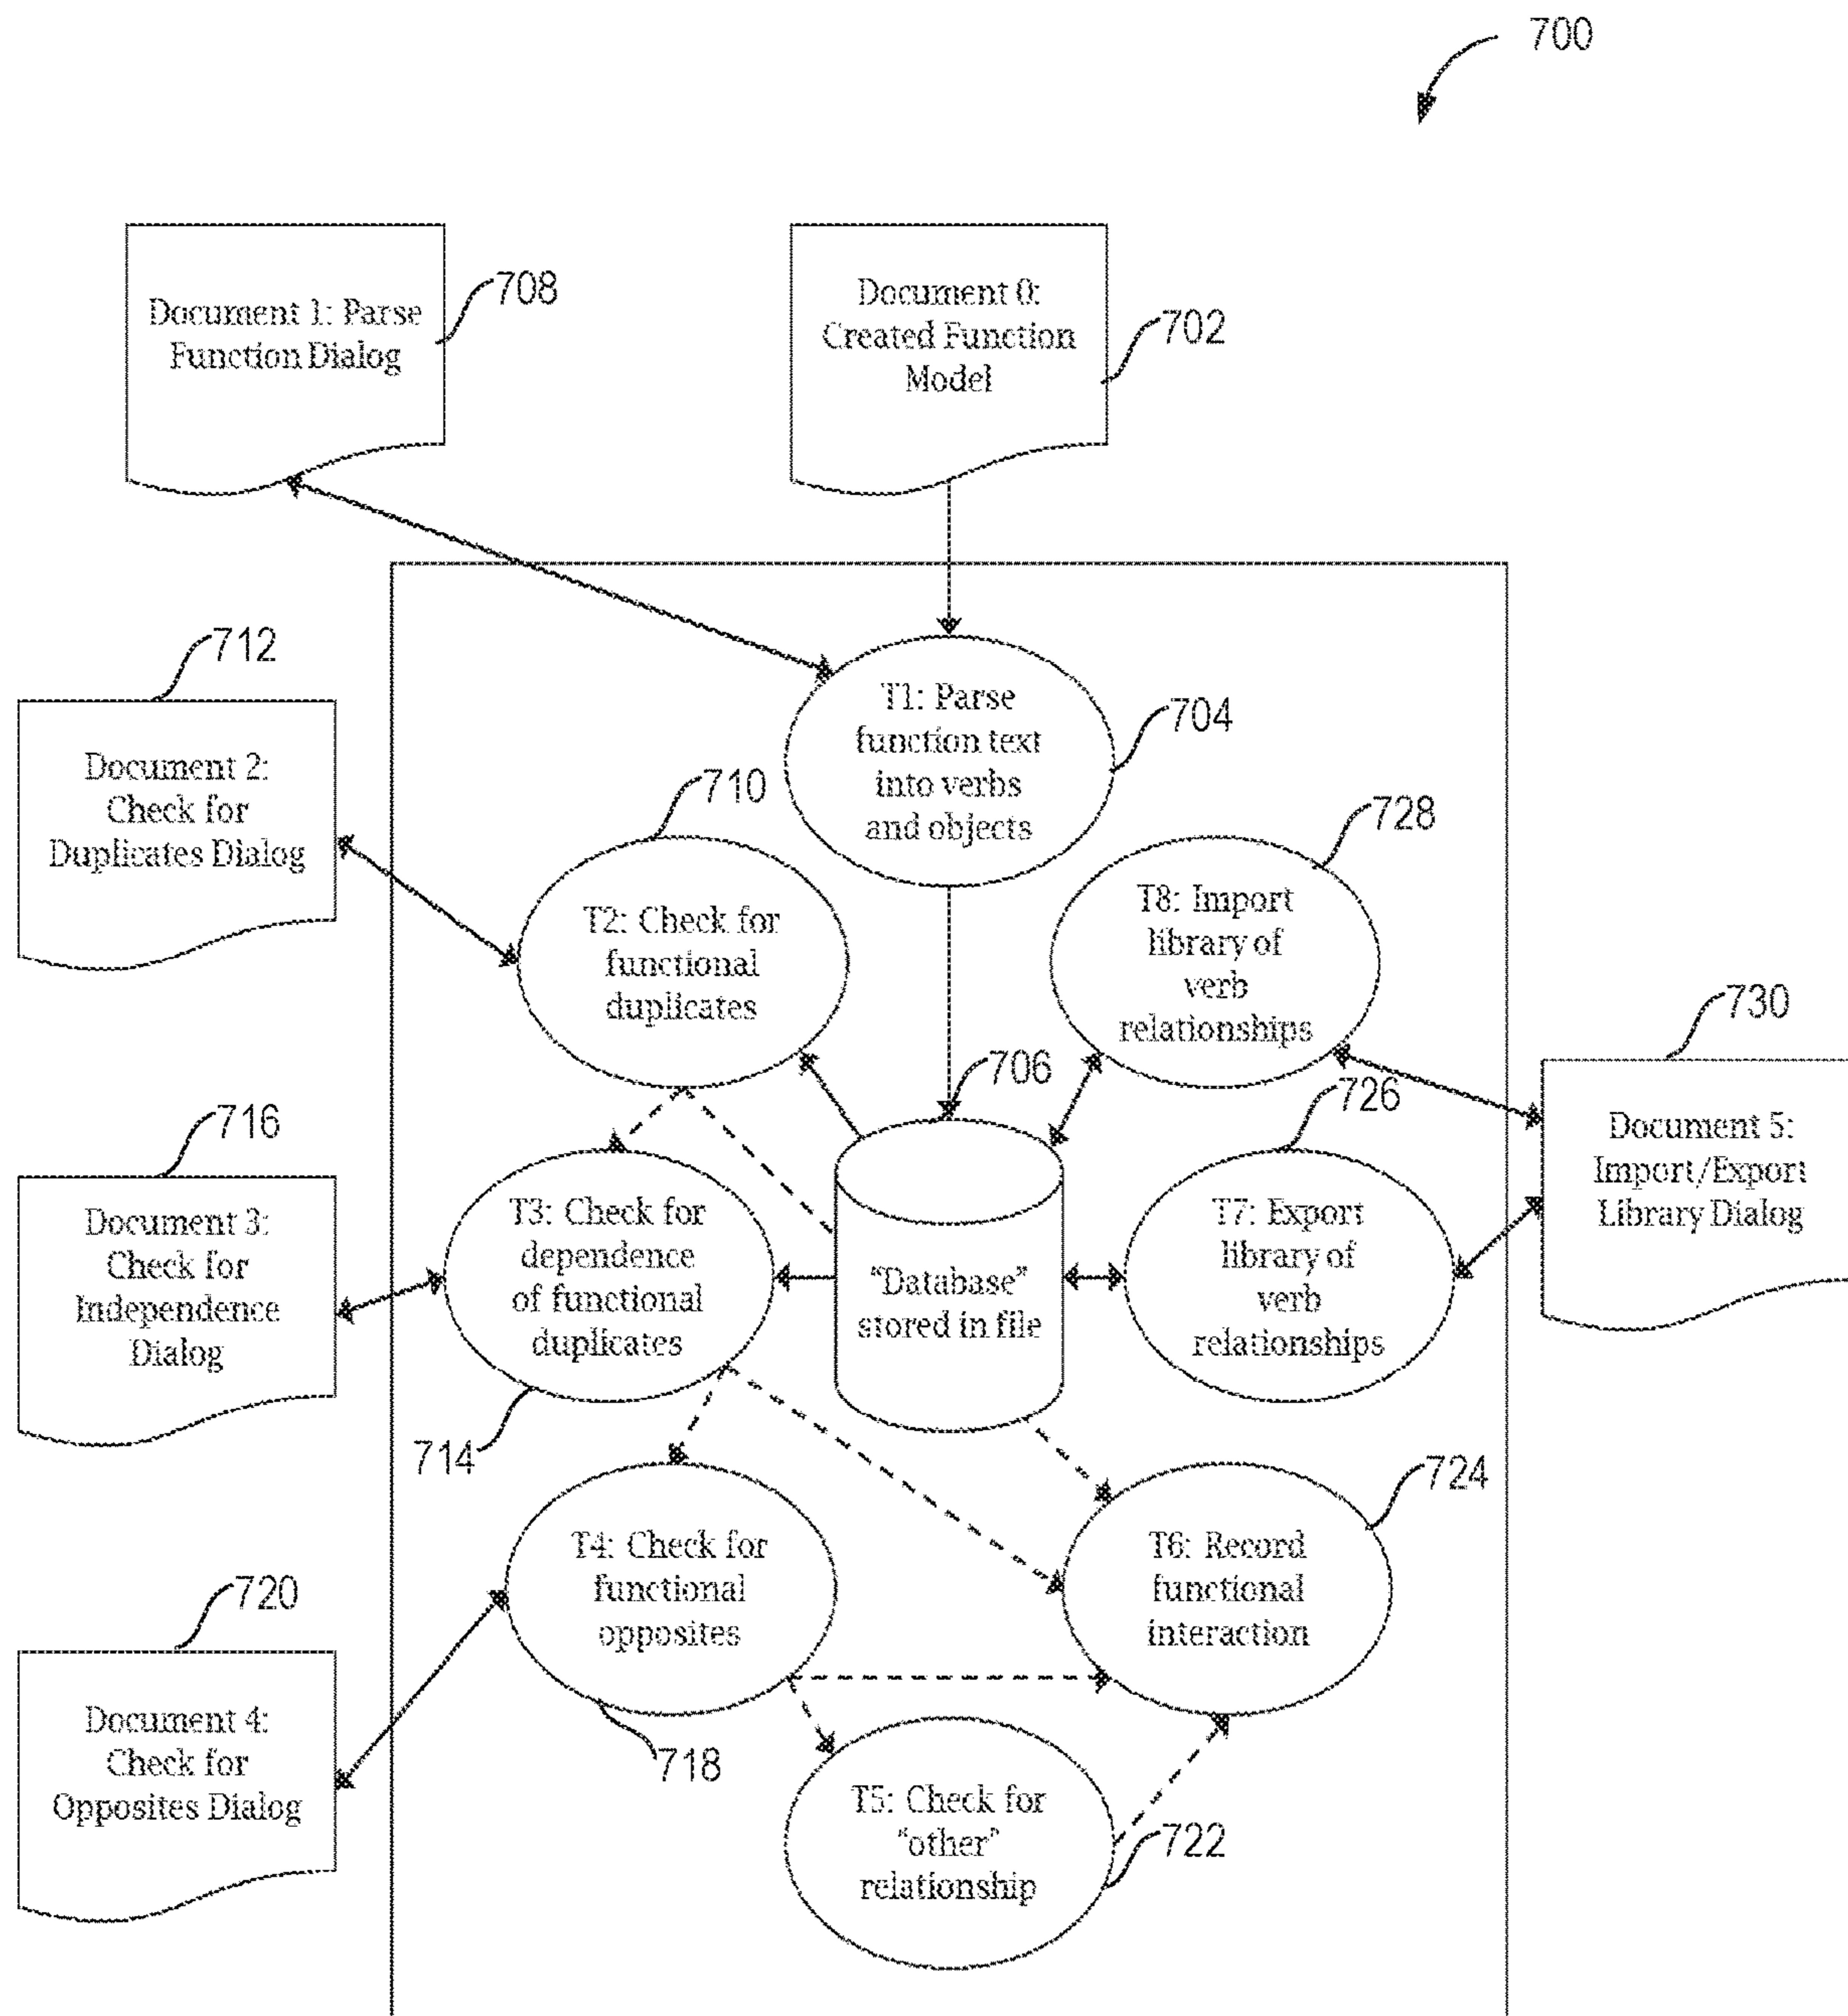 700
Document 1: Parse
Function Dialog
708
Document 0:
Created Function
Model
702
712
Document 2:
Check for
Duplicates Dialog
T1: Parse
function text
into verbs
and objects
704
710
T2: Check for
functional
duplicates
728
T8: Import
library of
verb
relationships
730
Document 5:
Import/Export
Library Dialog
706
"Database"
stored in file
726
T7: Export
library of
verb
relationships
716
Document 3:
Check for
Independence
Dialog
T3: Check for
dependence
of functional
duplicates
714
T4: Check for
functional
opposites
718
724
T6: Record
functional
interaction
720
Document 4:
Check for
Opposites Dialog
T5: Check for
"other"
relationship
722